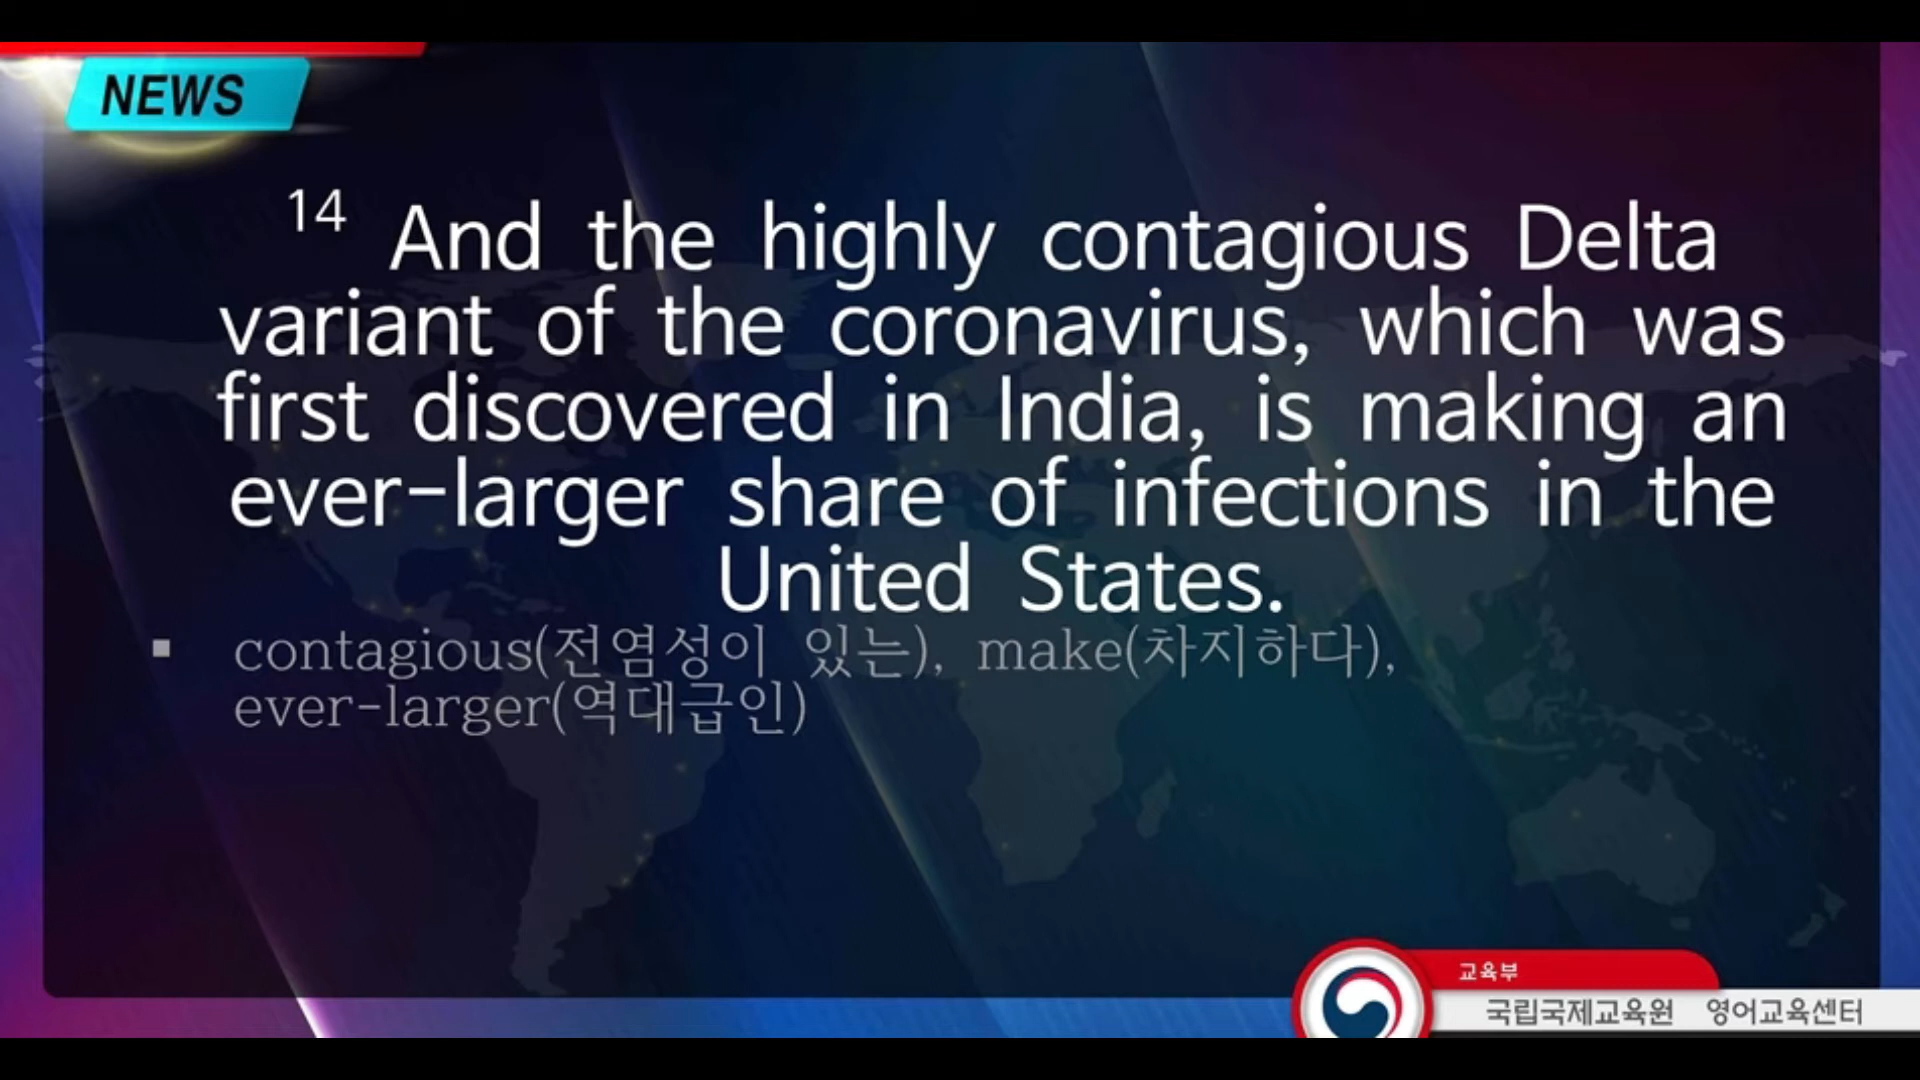 NEWS
14 And the highly contagious Delta
variant of the coronavirus, which was
first discovered in India, is making an
ever-larger share of infections in the
United States.
▪ contagious(전염성이 있는), make(차지하다),
ever-larger(역대급인)
교육부
국립국제교육원 영어교육센터